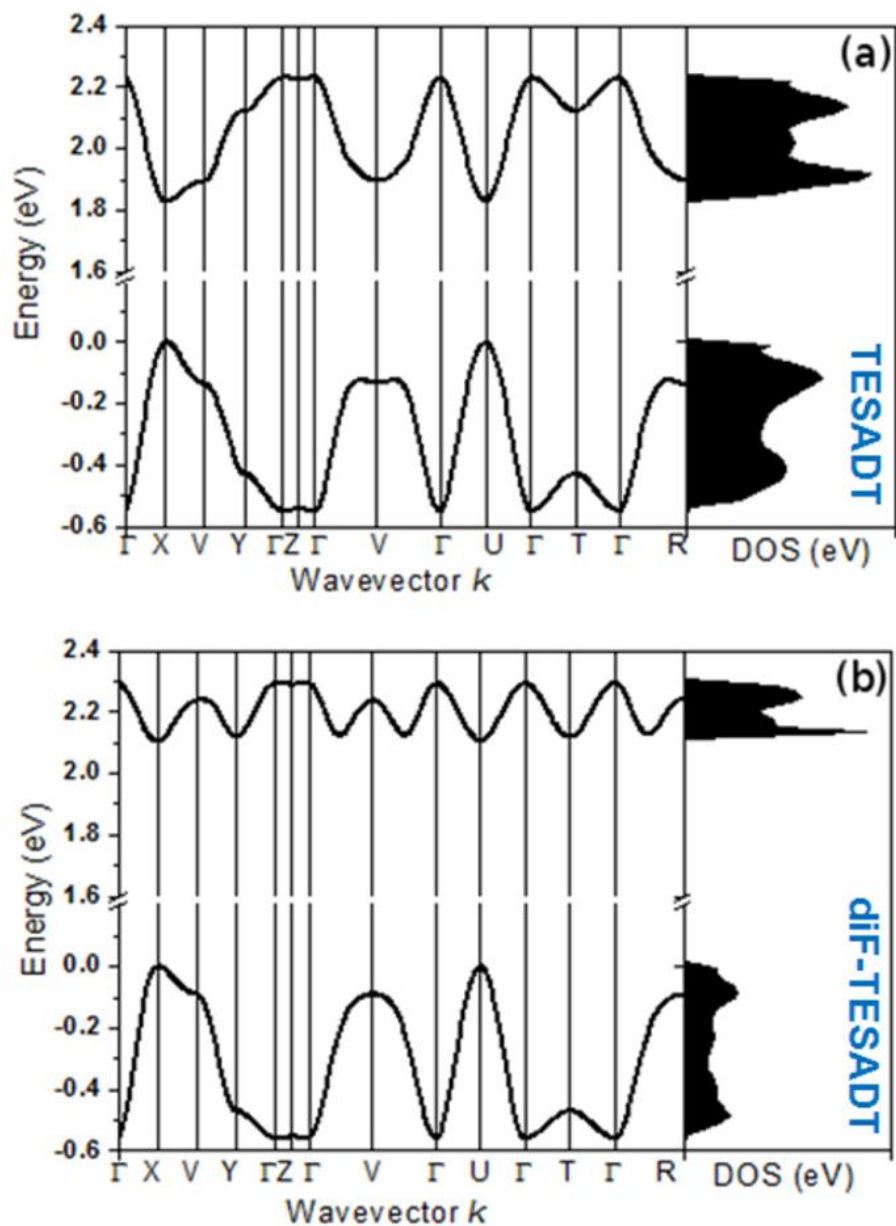 (a)
2.4
2.2
2.0
1.8
1.6
0.0
-0.2
-0.4
-0.6
Energy (eV)
Γ X V Y Γ Z Γ V Γ U Γ T Γ R
Wavevector k
DOS (eV)
TESADT
(b)
2.4
2.2
2.0
1.8
1.6
0.0
-0.2
-0.4
-0.6
Energy (eV)
Γ X V Y Γ Z Γ V Γ U Γ T Γ R
Wavevector k
DOS (eV)
diF-TESADT